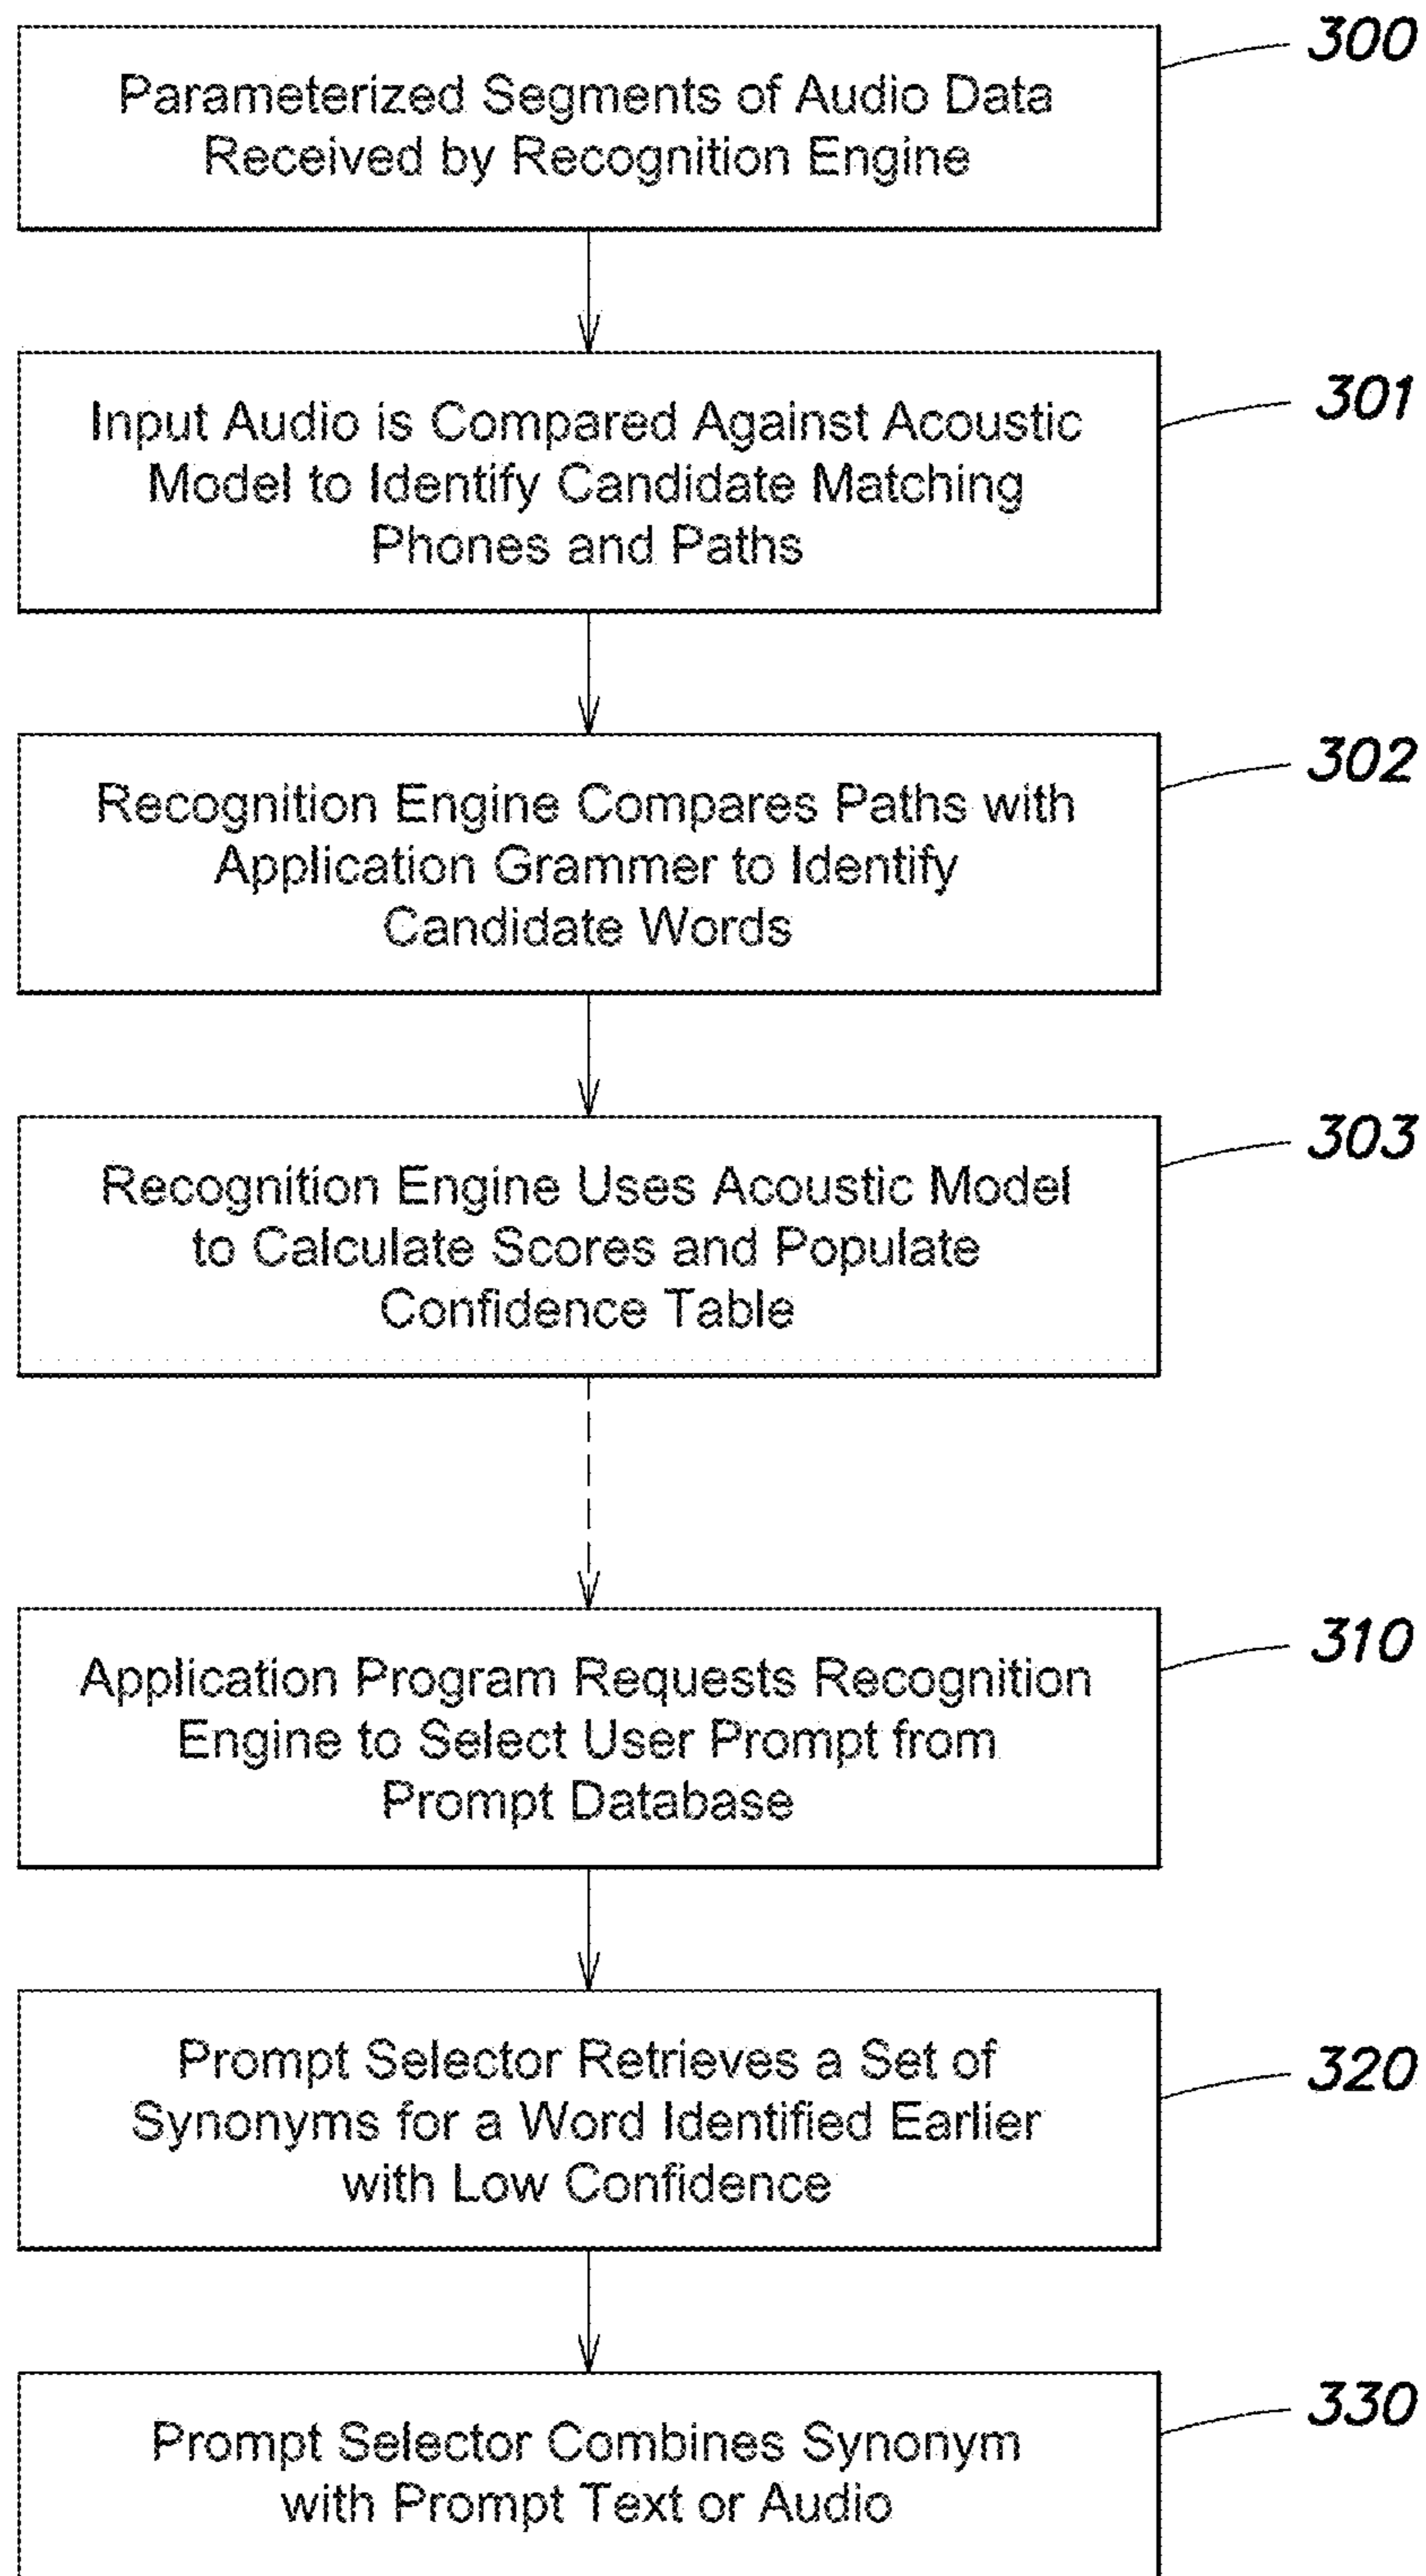 300
Parameterized Segments of Audio Data
Received by Recognition Engine
301
Input Audio is Compared Against Acoustic
Model to Identify Candidate Matching
Phones and Paths
302
Recognition Engine Compares Paths with
Application Grammer to Identify
Candidate Words
303
Recognition Engine Uses Acoustic Model
to Calculate Scores and Populate
Confidence Table
310
Application Program Requests Recognition
Engine to Select User Prompt from
Prompt Database
320
Prompt Selector Retrieves a Set of
Synonyms for a Word Identified Earlier
with Low Confidence
330
Prompt Selector Combines Synonym
with Prompt Text or Audio